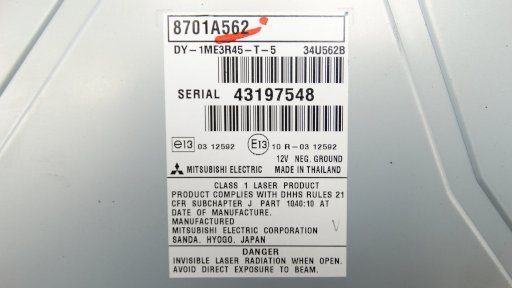 8701A562
DY-1ME3R45-T-5 34U562B
SERIAL 43197548
e13 03 12592 E13 10 R-03 12592
12V NEG. GROUND
MITSUBISHI ELECTRIC MADE IN THAILAND
CLASS 1 LASER PRODUCT
PRODUCT COMPLIES WITH DHHS RULES 21
CFR SUBCHAPTER J PART 1040:10 AT
DATE OF MANUFACTURE.
MANUFACTURED
MITSUBISHI ELECTRIC CORPORATION
SANDA, HYOGO, JAPAN
V
DANGER
INVISIBLE LASER RADIATION WHEN OPEN.
AVOID DIRECT EXPOSURE TO BEAM.